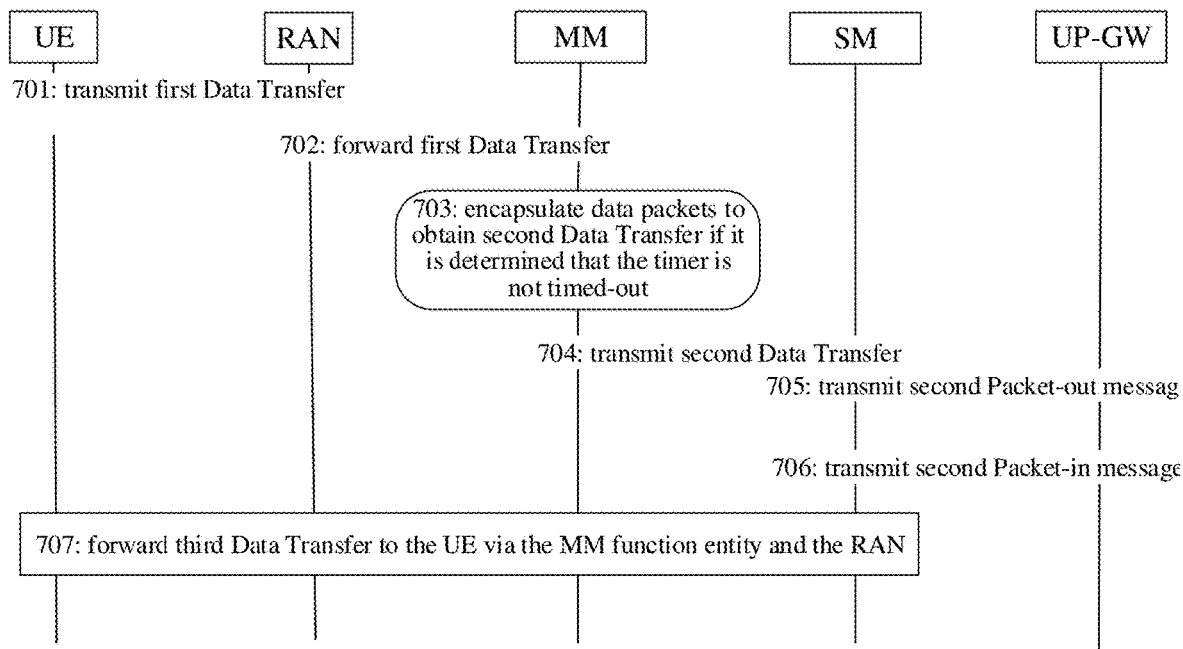 UE RAN MM SM UP-GW
701: transmit first Data Transfer
702: forward first Data Transfer
703: encapsulate data packets to
obtain second Data Transfer if it
is determined that the timer is
not timed-out
704: transmit second Data Transfer
705: transmit second Packet-out messag
706: transmit second Packet-in message
707: forward third Data Transfer to the UE via the MM function entity and the RAN